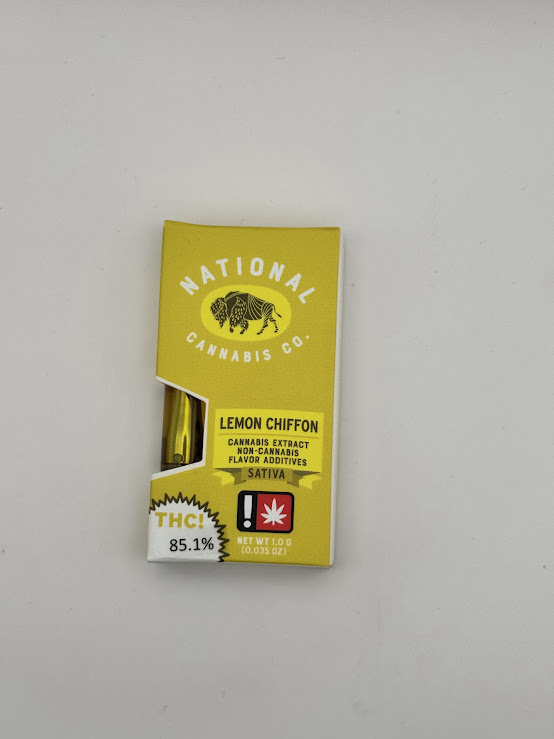 NATIONAL
CANNABIS CO.
LEMON CHIFFON
CANNABIS EXTRACT
NON-CANNABIS
FLAVOR ADDITIVES
SATIVA
THC!
85.1%
!
NET WT 1.0 G
(0.035 OZ)